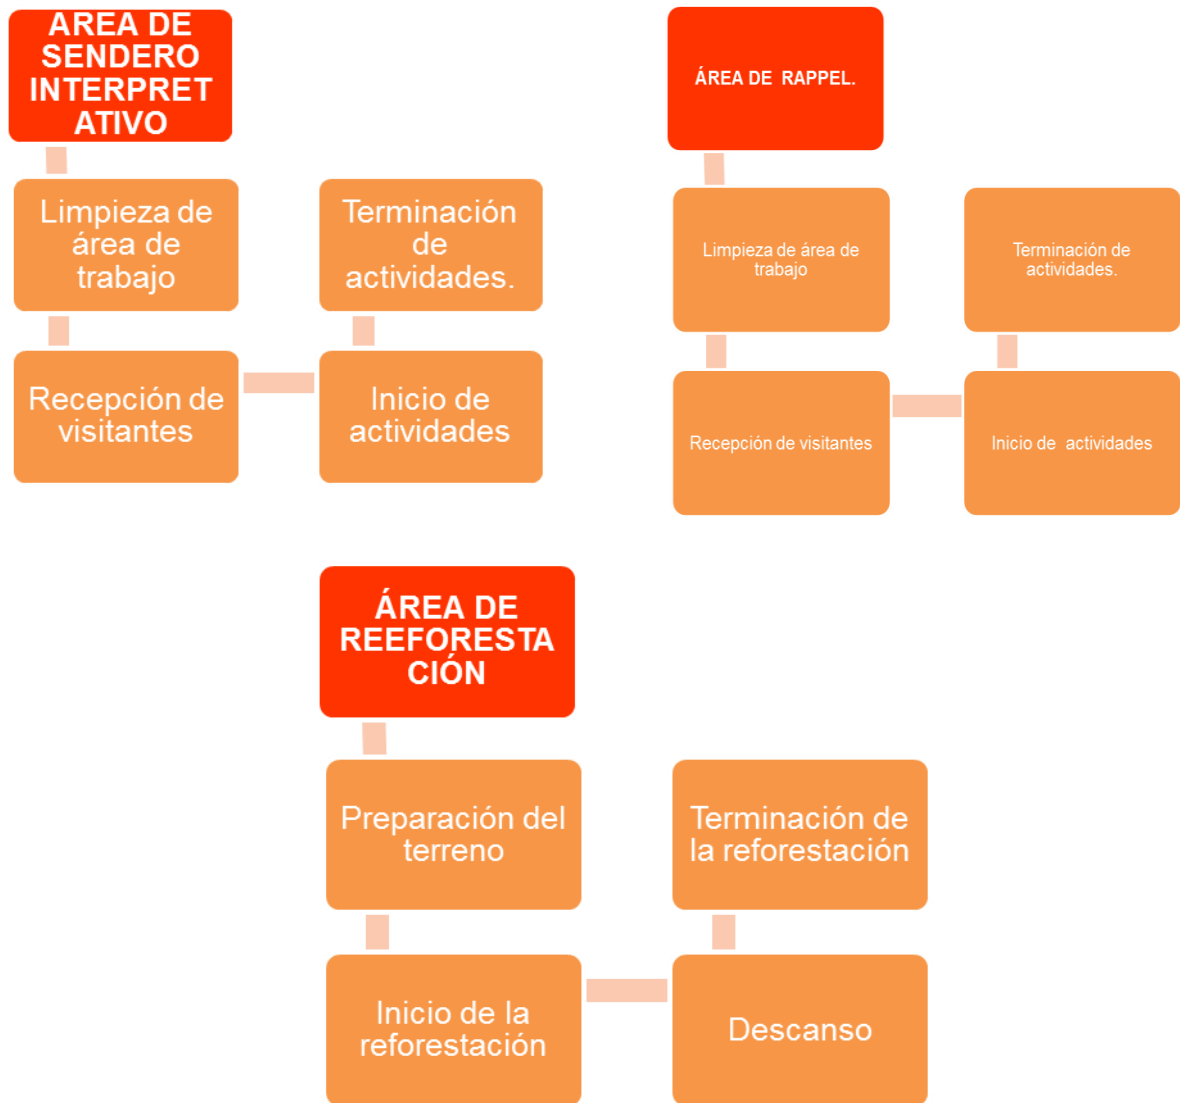 AREA DE
SENDERO
INTERPRET
ATIVO
Limpieza de
área de
trabajo
Recepción de
visitantes
Inicio de
actividades
Terminación
de
actividades.
ÁREA DE RAPPEL.
Limpieza de área de
trabajo
Recepción de visitantes
Inicio de actividades
Terminación de
actividades.
ÁREA DE
REEFORESTA
CIÓN
Preparación del
terreno
Inicio de la
reforestación
Descanso
Terminación de
la reforestación